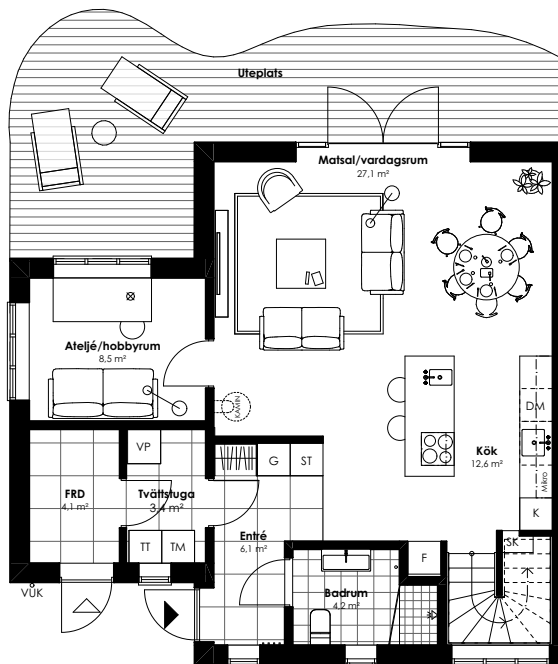 Uteplats
Matsal/vardagsrum
27,1 m²
Ateljé/hobbyrum
8,5 m²
KAMIN
DM
Kök
12,6 m²
Mikro
K
VP
G
ST
FRD
4,1 m²
Tvättstuga
3,4 m²
TT
TM
Entré
6,1 m²
SK
F
Badrum
4,2 m²
VUK